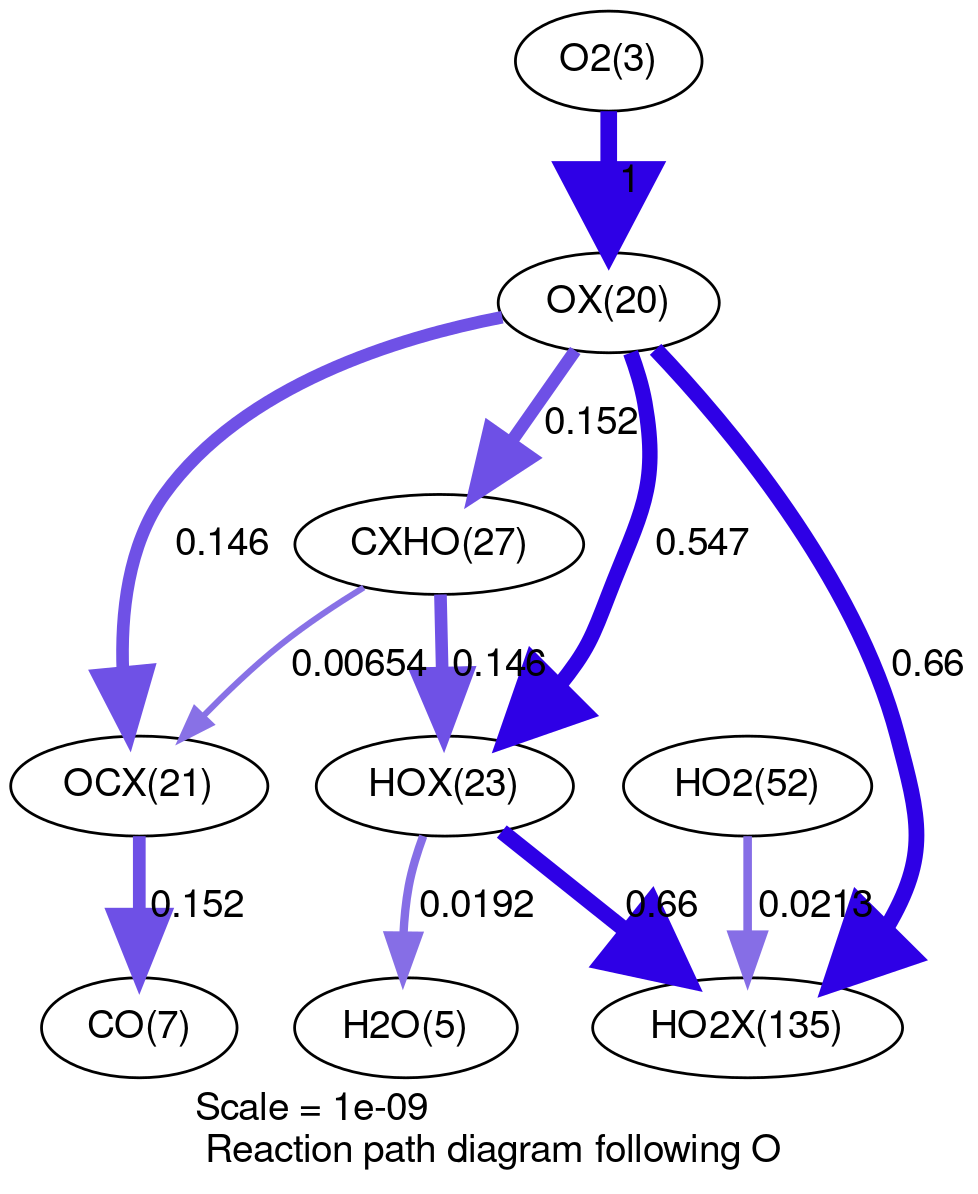 O2(3)
1
OX(20)
0.152
0.146
CXHO(27)
0.547
0.00654
0.146
0.66
OCX(21)
HOX(23)
HO2(52)
0.152
0.0192
0.66
0.0213
CO(7)
H2O(5)
HO2X(135)
Scale = 1e-09
Reaction path diagram following O